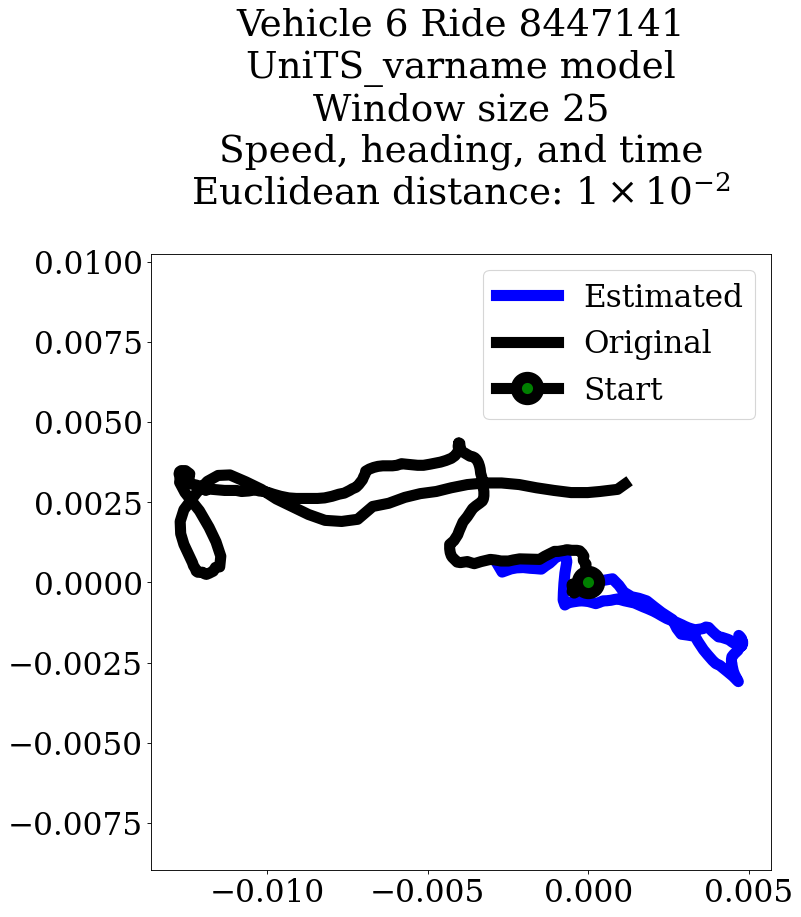 Vehicle 6 Ride 8447141
UniTS_varname model
Window size 25
Speed, heading, and time
Euclidean distance: 1 × 10⁻²
Estimated
Original
Start
0.0100
0.0075
0.0050
0.0025
0.0000
−0.0025
−0.0050
−0.0075
−0.010 −0.005 0.000 0.005